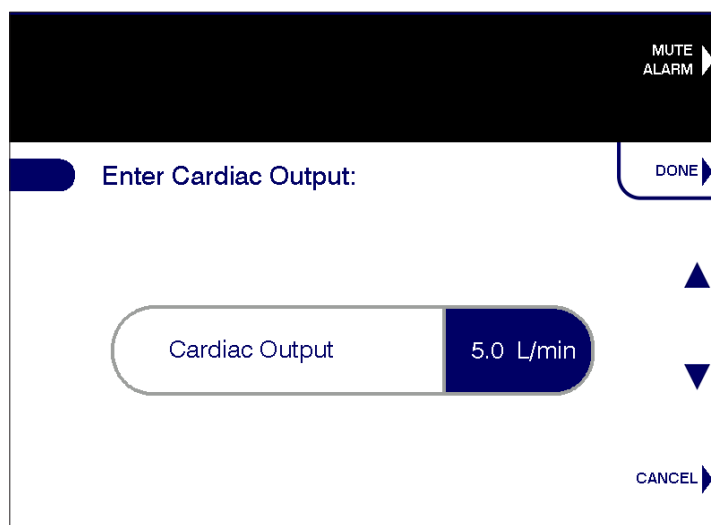 MUTE
ALARM
Enter Cardiac Output:
DONE
Cardiac Output
5.0 L/min
CANCEL